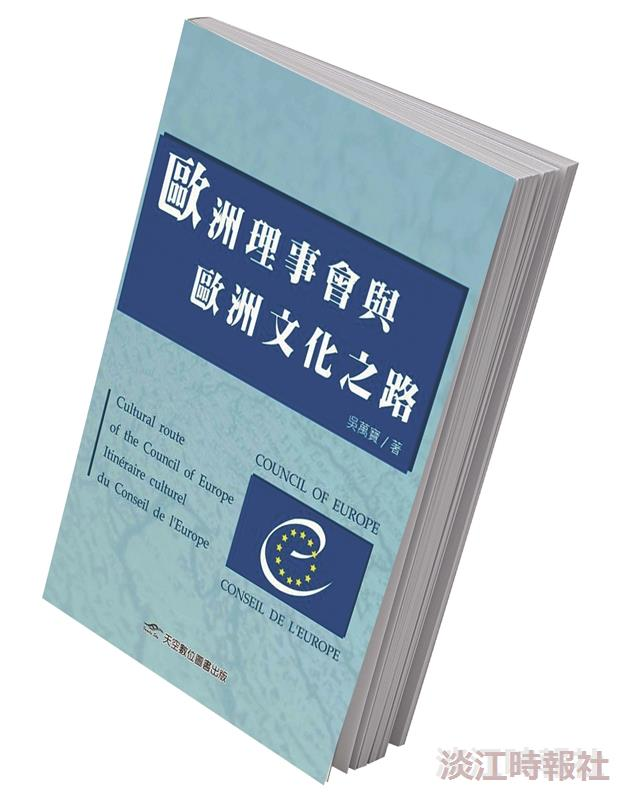 歐洲理事會與
歐洲文化之路
吳萬寶/著
Cultural route
of the Council of Europe
Itinéraire culturel
du Conseil de l'Europe
COUNCIL OF EUROPE
CONSEIL DE L'EUROPE
天空數位圖書出版
淡江時報社